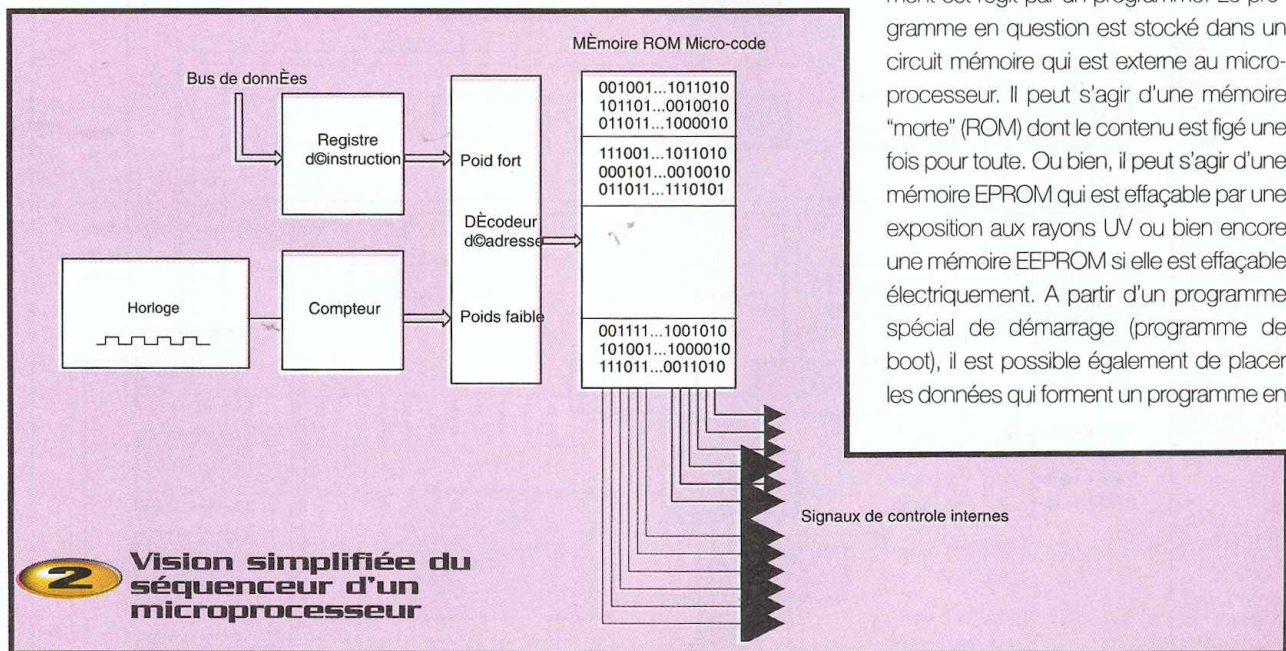 MÈmoire ROM Micro-code
Bus de donnÈes
Registre
d©instruction
Poid fort
DÈcodeur
d©adresse
Poids faible
Horloge
Compteur
001001...1011010
101101...0010010
011011...1000010
111001...1011010
000101...0010010
011011...1110101
001111...1001010
101001...1000010
111011...0011010
Signaux de controle internes
2
Vision simplifiée du
séquenceur d'un
microprocesseur
gramme en question est stocké dans un
circuit mémoire qui est externe au micro-
processeur. Il peut s'agir d'une mémoire
"morte" (ROM) dont le contenu est figé une
fois pour toute. Ou bien, il peut s'agir d'une
mémoire EPROM qui est effaçable par une
exposition aux rayons UV ou bien encore
une mémoire EEPROM si elle est effaçable
électriquement. A partir d'un programme
spécial de démarrage (programme de
boot), il est possible également de placer
les données qui forment un programme en